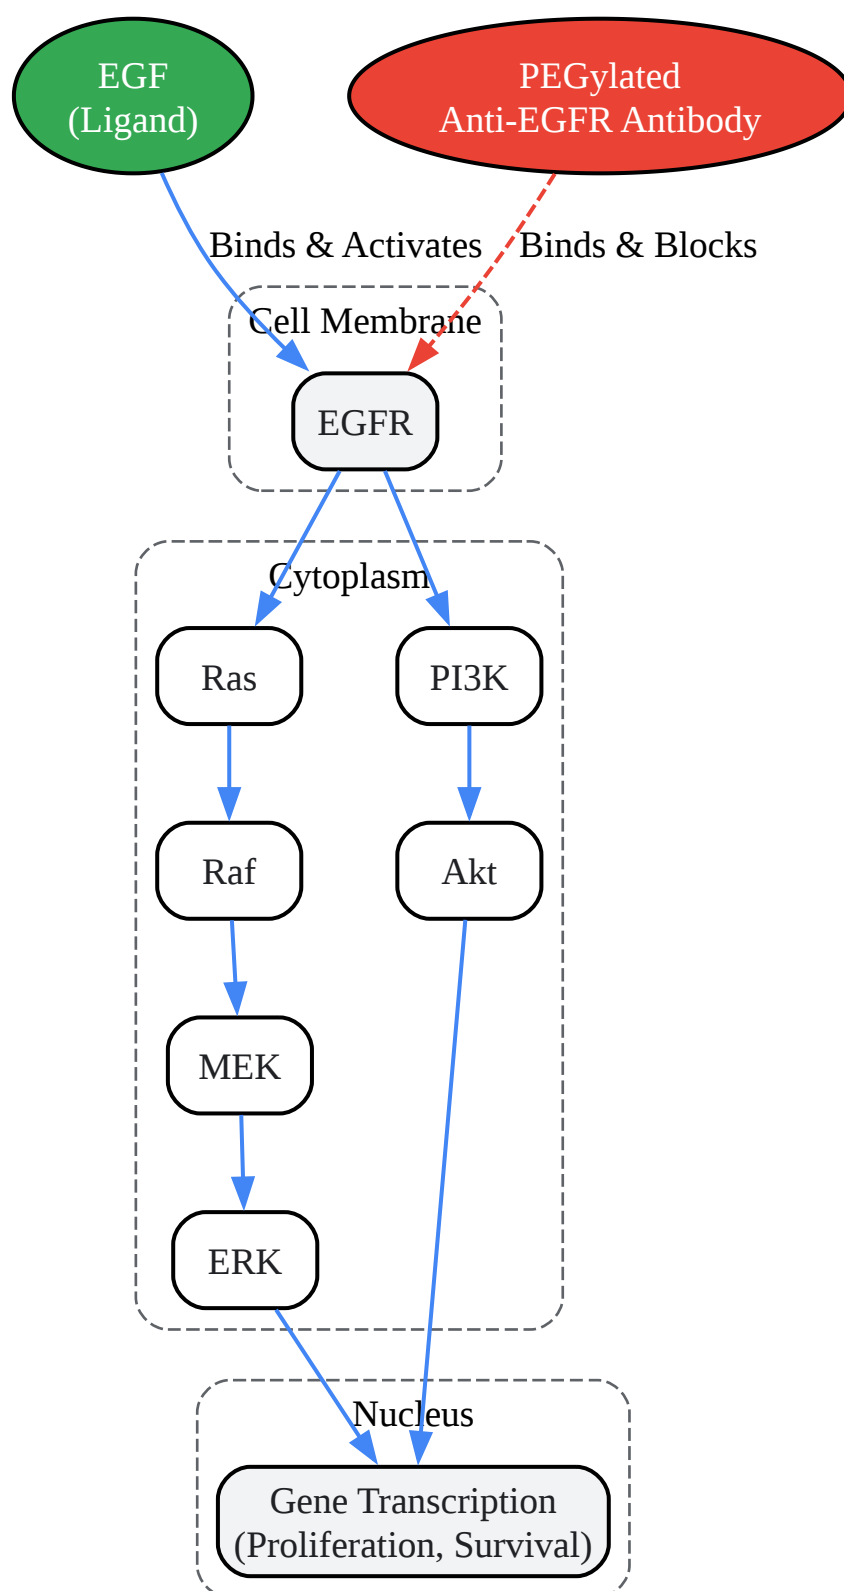 EGF
(Ligand)
PEGylated
Anti-EGFR Antibody
Binds & Activates
Binds & Blocks
Cell Membrane
EGFR
Cytoplasm
Ras
PI3K
Raf
Akt
MEK
ERK
Nucleus
Gene Transcription
(Proliferation, Survival)